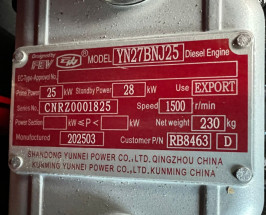 Designed by
FEV MODEL YN27BNJ25 Diesel Engine
EC-Type-Approval No.
Prime Power 25 kW Standby Power 28 kW Use EXPORT
Series No. CNRZ0001825 Speed 1500 r/min
Power Section kW ≤P< kW Net weight 230 kg
Manufactured 202503 Customer P/N RB8463 D
SHANDONG YUNNEI POWER CO., LTD. QINGZHOU CHINA
KUNMING YUNNEI POWER CO., LTD. KUNMING CHINA